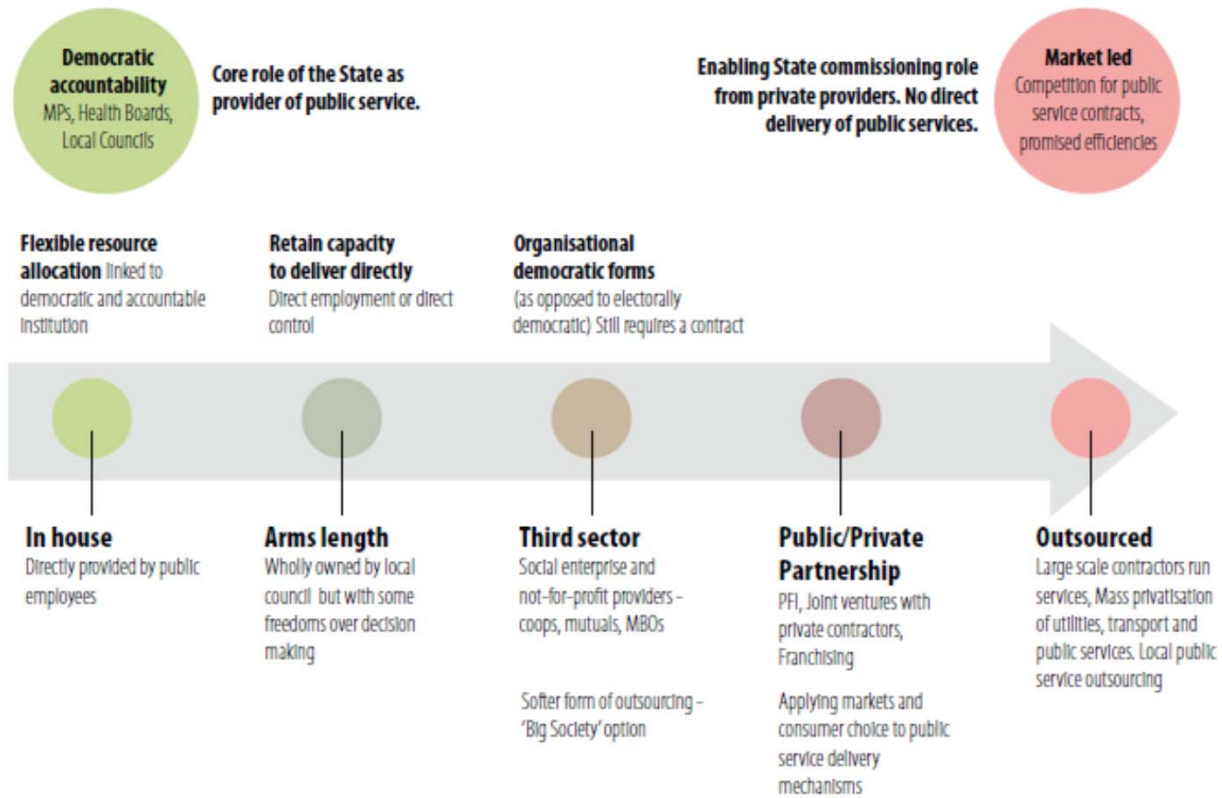 Democratic
accountability
MPs, Health Boards,
Local Councils
Core role of the State as
provider of public service.
Enabling State commissioning role
from private providers. No direct
delivery of public services.
Market led
Competition for public
service contracts,
promised efficiencies
Flexible resource
allocation linked to
democratic and accountable
institution
Retain capacity
to deliver directly
Direct employment or direct
control
Organisational
democratic forms
(as opposed to electorally
democratic) Still requires a contract
In house
Directly provided by public
employees
Arms length
Wholly owned by local
council but with some
freedoms over decision
making
Third sector
Social enterprise and
not-for-profit providers –
coops, mutuals, MBOs
Softer form of outsourcing –
‘Big Society’ option
Public/Private
Partnership
PFI, Joint ventures with
private contractors,
Franchising
Applying markets and
consumer choice to public
service delivery
mechanisms
Outsourced
Large scale contractors run
services, Mass privatisation
of utilities, transport and
public services. Local public
service outsourcing